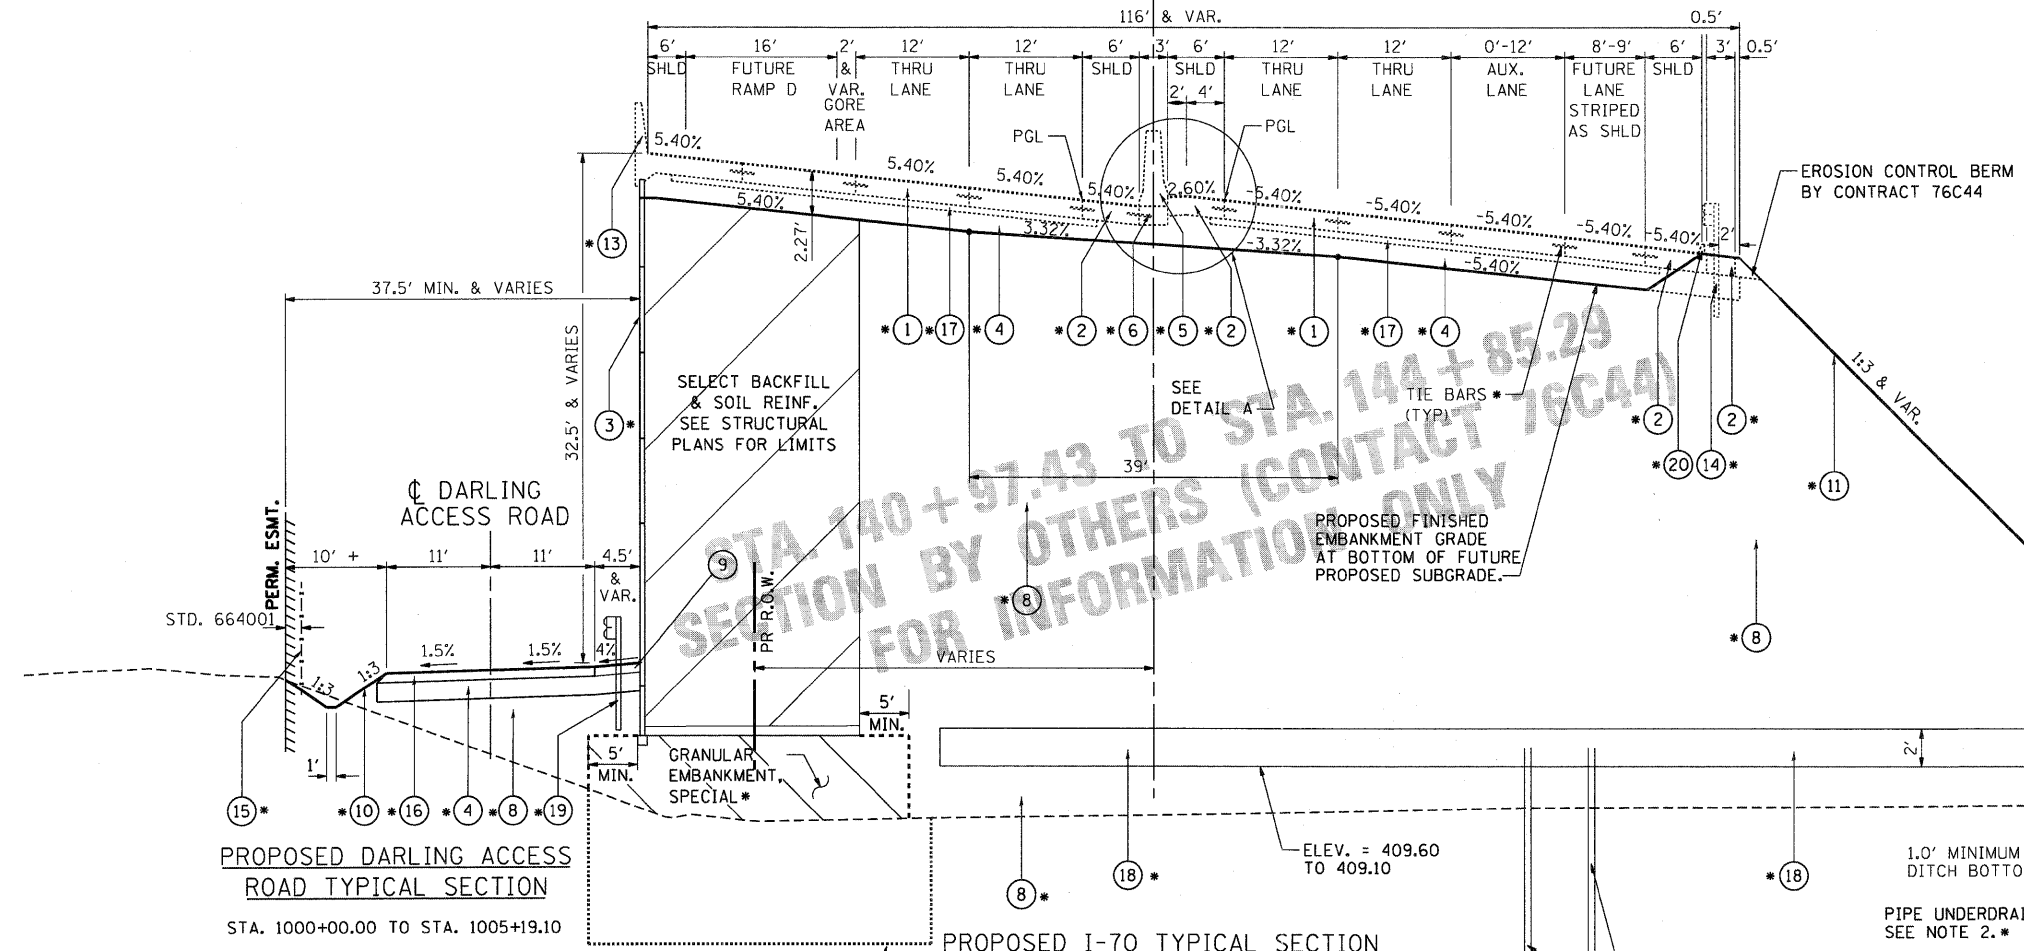 116' & VAR.
0.5'
6'
16'
2'
12'
12'
6'
3'
6'
12'
12'
0'-12'
8'-9'
6'
3'
0.5'
SHLD
FUTURE
RAMP D
&
VAR.
GORE
AREA
THRU
LANE
THRU
LANE
SHLD
SHLD
2'
4'
THRU
LANE
THRU
LANE
AUX.
LANE
FUTURE
LANE
STRIPED
AS SHLD
SHLD
PGL
PGL
EROSION CONTROL BERM
BY CONTRACT 76C44
5.40%
5.40%
5.40%
5.40%
2.60%
-5.40%
-5.40%
-5.40%
-5.40%
-5.40%
2'
5.40%
3.32%
-3.32%
-5.40%
2.27'
*13
37.5' MIN. & VARIES
32.5' & VARIES
*1
*17
*4
*2
*6
*5
*2
*1
*17
*4
1:3 & VAR.
SELECT BACKFILL
& SOIL REINF.
SEE STRUCTURAL
PLANS FOR LIMITS
3*
SEE
DETAIL A
TIE BARS *
(TYP)
*2
2*
*20
14*
*11
39'
STA. 140+97.43 TO STA. 144+85.29
SECTION BY OTHERS (CONTACT 76C44)
FOR INFORMATION ONLY
PROPOSED FINISHED
EMBANKMENT GRADE
AT BOTTOM OF FUTURE
PROPOSED SUBGRADE.
℄ DARLING
ACCESS ROAD
PERM. ESMT.
10' +
11'
11'
4.5'
&
VAR.
9
PR R.O.W.
*8
*8
STD. 664001
1.5%
1.5%
4%
1:3
1:3
VARIES
5'
MIN.
5'
MIN.
GRANULAR
EMBANKMENT,
SPECIAL*
2'
1'
15*
*10
*16
*4
*8
*19
PROPOSED DARLING ACCESS
ROAD TYPICAL SECTION
STA. 1000+00.00 TO STA. 1005+19.10
8*
18*
ELEV. = 409.60
TO 409.10
*18
1.0' MINIMUM
DITCH BOTTO
PIPE UNDERDRAI
SEE NOTE 2.*
PROPOSED I-70 TYPICAL SECTION